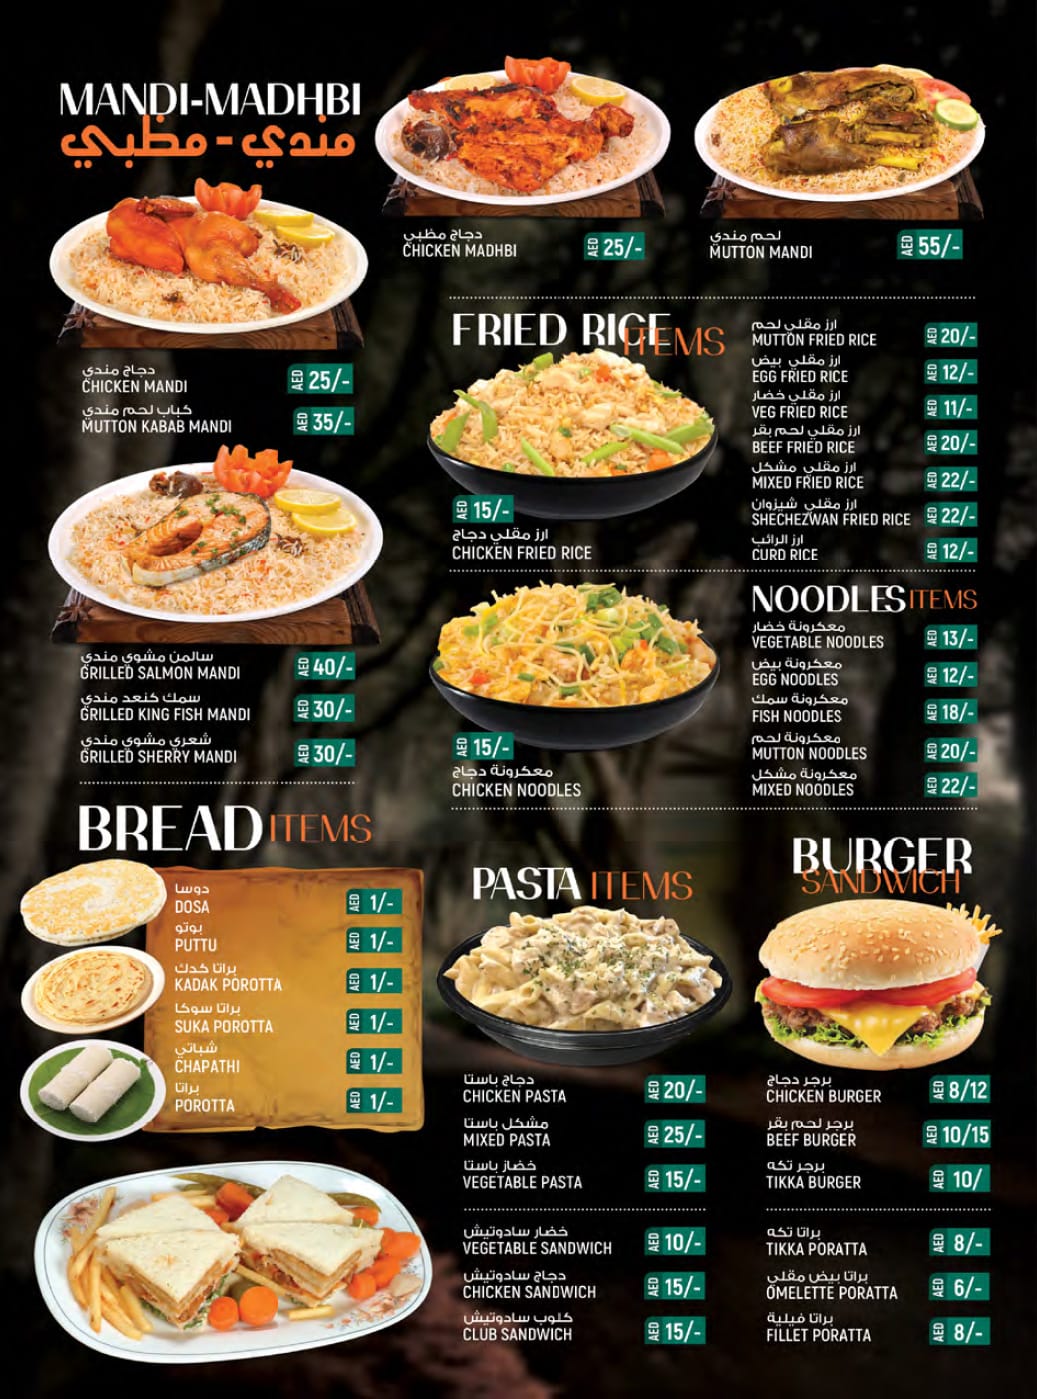 MANDI-MADHBI
مندي - مظبي
دجاج مظبي
CHICKEN MADHBI
AED 25/-
لحم مندي
MUTTON MANDI
AED 55/-
دجاج مندي
CHICKEN MANDI
AED 25/-
كباب لحم مندي
MUTTON KABAB MANDI
AED 35/-
سالمن مشوي مندي
GRILLED SALMON MANDI
AED 40/-
سمك كنعد مندي
GRILLED KING FISH MANDI
AED 30/-
شعري مشوي مندي
GRILLED SHERRY MANDI
AED 30/-
FRIED RICE
ITEMS
AED 15/-
ارز مقلي دجاج
CHICKEN FRIED RICE
ارز مقلي لحم
MUTTON FRIED RICE
AED 20/-
ارز مقلي بيض
EGG FRIED RICE
AED 12/-
ارز مقلي خضار
VEG FRIED RICE
AED 11/-
ارز مقلي لحم بقر
BEEF FRIED RICE
AED 20/-
ارز مقلي مشكل
MIXED FRIED RICE
AED 22/-
ارز مقلي شيزوان
SHECHEZWAN FRIED RICE
AED 22/-
ارز الرائب
CURD RICE
AED 12/-
NOODLES ITEMS
AED 15/-
معكرونة دجاج
CHICKEN NOODLES
معكرونة خضار
VEGETABLE NOODLES
AED 13/-
معكرونة بيض
EGG NOODLES
AED 12/-
معكرونة سمك
FISH NOODLES
AED 18/-
معكرونة لحم
MUTTON NOODLES
AED 20/-
معكرونة مشكل
MIXED NOODLES
AED 22/-
BREAD ITEMS
دوسا
DOSA
AED 1/-
بوتو
PUTTU
AED 1/-
براتا كدك
KADAK POROTTA
AED 1/-
براتا سوكا
SUKA POROTTA
AED 1/-
شباتي
CHAPATHI
AED 1/-
براتا
POROTTA
AED 1/-
PASTA ITEMS
دجاج باستا
CHICKEN PASTA
AED 20/-
مشكل باستا
MIXED PASTA
AED 25/-
خضاز باستا
VEGETABLE PASTA
AED 15/-
خضار سادوتيش
VEGETABLE SANDWICH
AED 10/-
دجاج سادوتيش
CHICKEN SANDWICH
AED 15/-
كلوب سادوتيش
CLUB SANDWICH
AED 15/-
BURGER
SANDWICH
برجر دجاج
CHICKEN BURGER
AED 8/12
برجر لحم بقر
BEEF BURGER
AED 10/15
برجر تكه
TIKKA BURGER
AED 10/
براتا تكه
TIKKA PORATTA
AED 8/-
براتا بيض مقلي
OMELETTE PORATTA
AED 6/-
براتا فيلية
FILLET PORATTA
AED 8/-